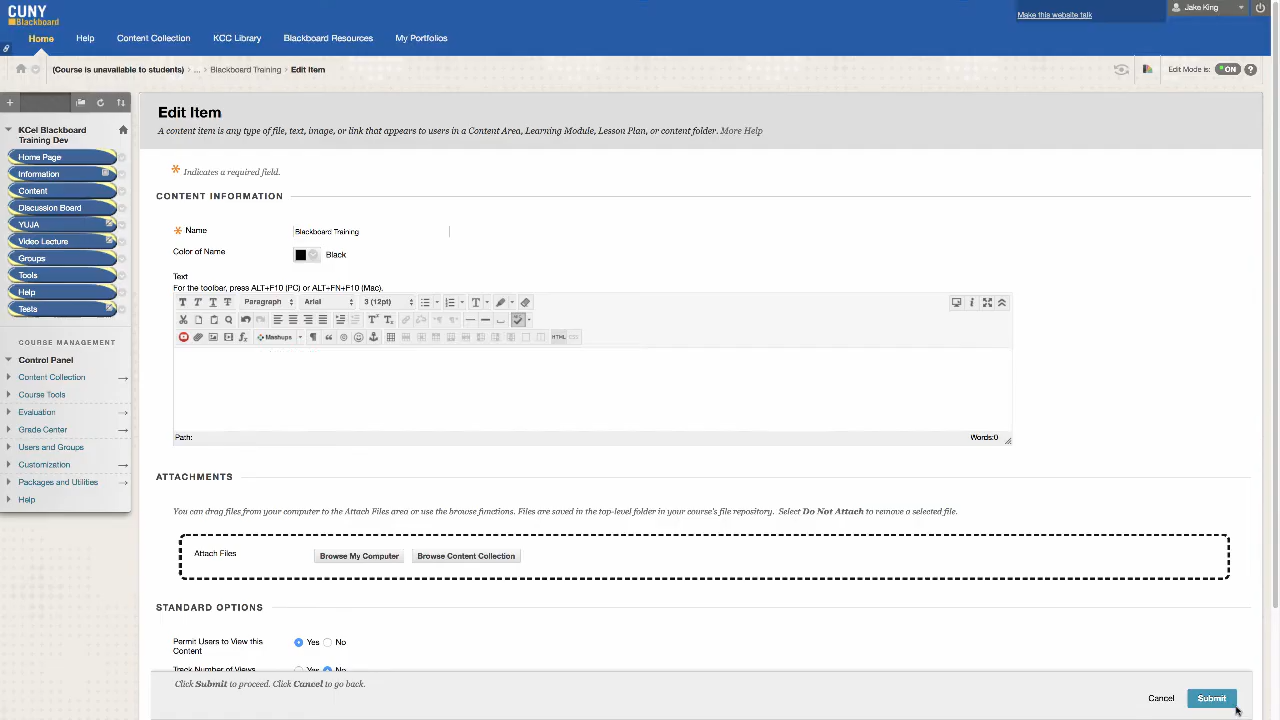 CUNY
Blackboard
Make this website talk
Jake King
Home
Help
Content Collection
KCC Library
Blackboard Resources
My Portfolios
(Course is unavailable to students)
...
Blackboard Training
Edit Item
Edit Mode is:
ON
?
KCeI Blackboard
Training Dev
Home Page
Information
Content
Discussion Board
YUJA
Video Lecture
Groups
Tools
Help
Tests
COURSE MANAGEMENT
Control Panel
Content Collection
Course Tools
Evaluation
Grade Center
Users and Groups
Customization
Packages and Utilities
Help
Edit Item
A content item is any type of file, text, image, or link that appears to users in a Content Area, Learning Module, Lesson Plan, or content folder. More Help
* Indicates a required field.
CONTENT INFORMATION
* Name
Blackboard Training
Color of Name
Black
Text
For the toolbar, press ALT+F10 (PC) or ALT+FN+F10 (Mac).
T T T T Paragraph Arial 3 (12pt) T
Mashups HTML CSS
Path:
Words:0
ATTACHMENTS
You can drag files from your computer to the Attach Files area or use the browse functions. Files are saved in the top-level folder in your course's file repository. Select Do Not Attach to remove a selected file.
Attach Files
Browse My Computer
Browse Content Collection
STANDARD OPTIONS
Permit Users to View this
Content
Yes No
Track Number of Views
Yes No
Click Submit to proceed. Click Cancel to go back.
Cancel
Submit